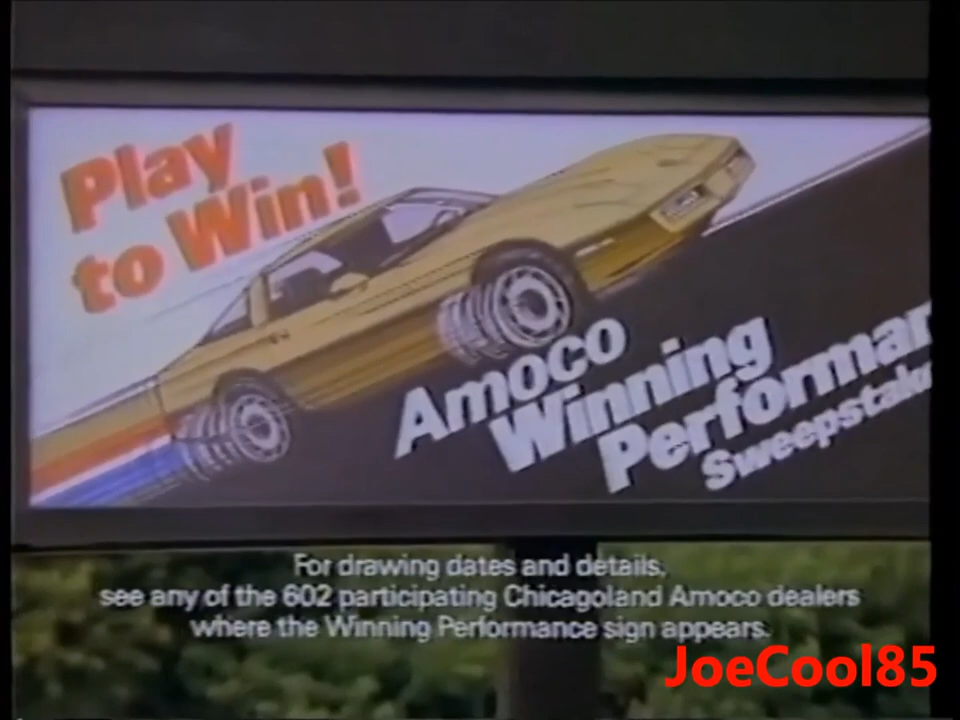 Play
to Win!
Amoco
Winning
Performan
Sweepstak
For drawing dates and details,
see any of the 602 participating Chicagoland Amoco dealers
where the Winning Performance sign appears.
JoeCool85